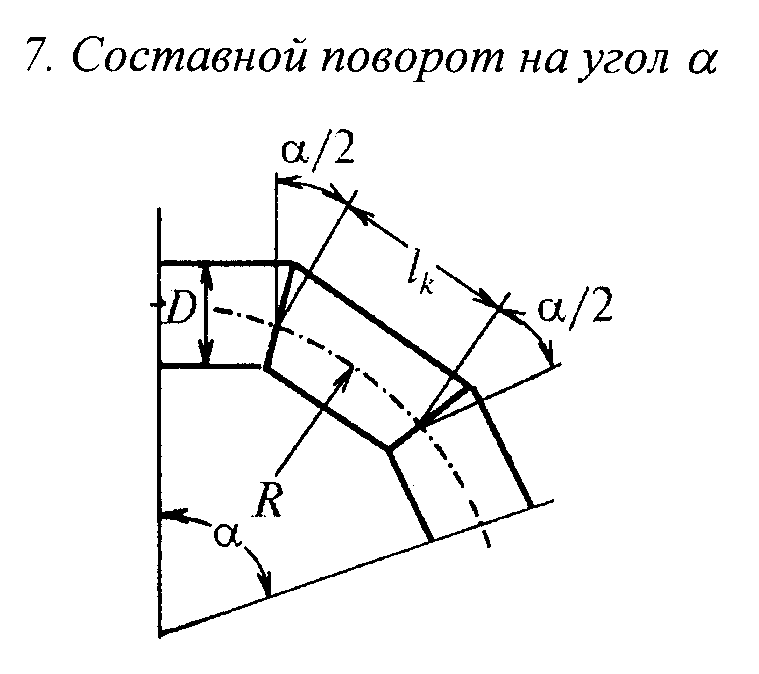 7. Составной поворот на угол α
α/2
l_k
α/2
D
R
α